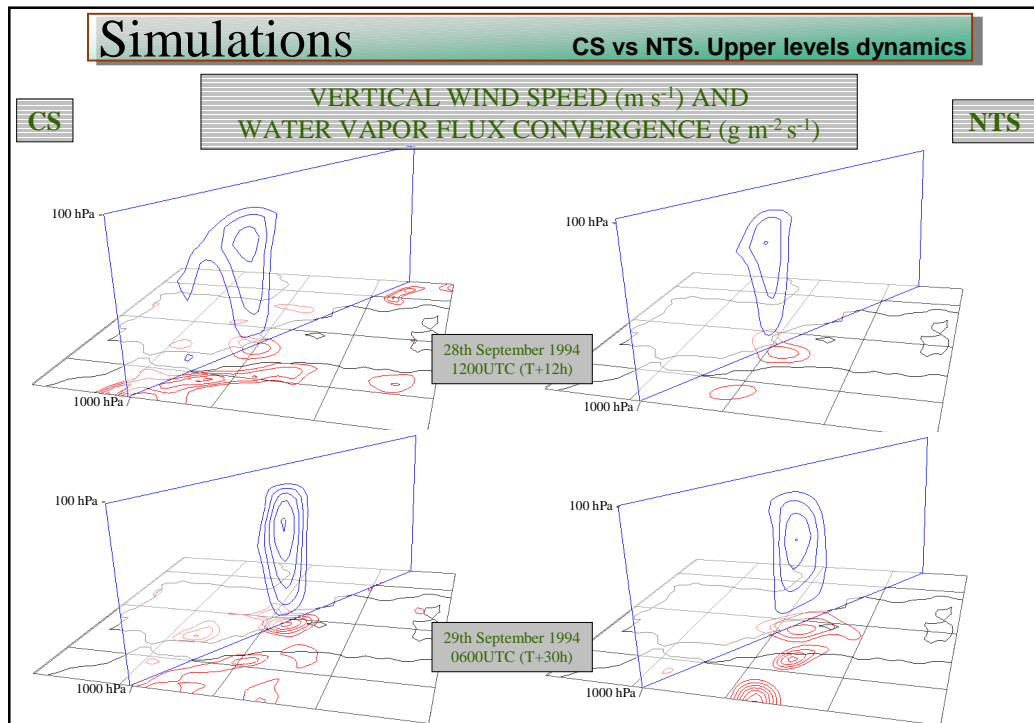 Simulations
CS vs NTS. Upper levels dynamics
VERTICAL WIND SPEED (m s⁻¹) AND
WATER VAPOR FLUX CONVERGENCE (g m⁻² s⁻¹)
CS
NTS
100 hPa
1000 hPa
100 hPa
1000 hPa
28th September 1994
1200UTC (T+12h)
100 hPa
1000 hPa
100 hPa
1000 hPa
29th September 1994
0600UTC (T+30h)